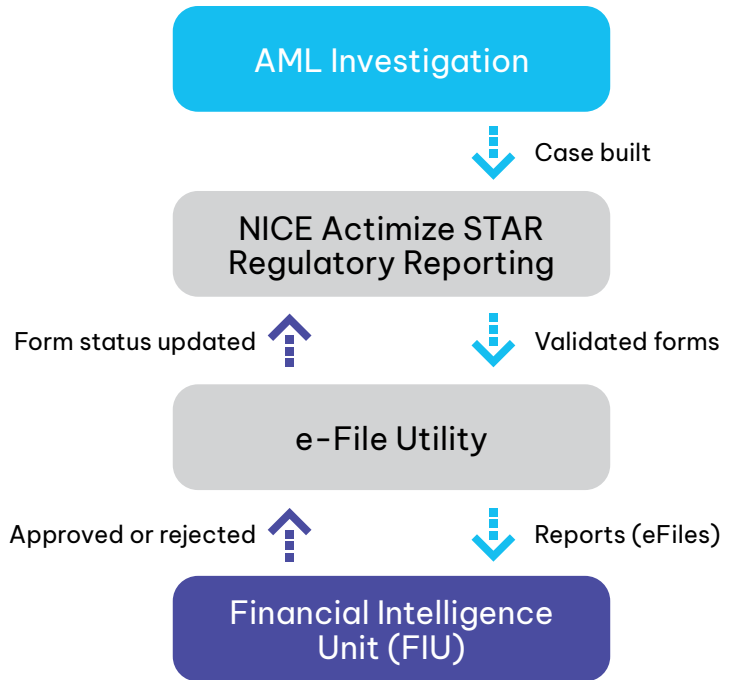 AML Investigation
Case built
NICE Actimize STAR
Regulatory Reporting
Form status updated
Validated forms
e-File Utility
Approved or rejected
Reports (eFiles)
Financial Intelligence
Unit (FIU)